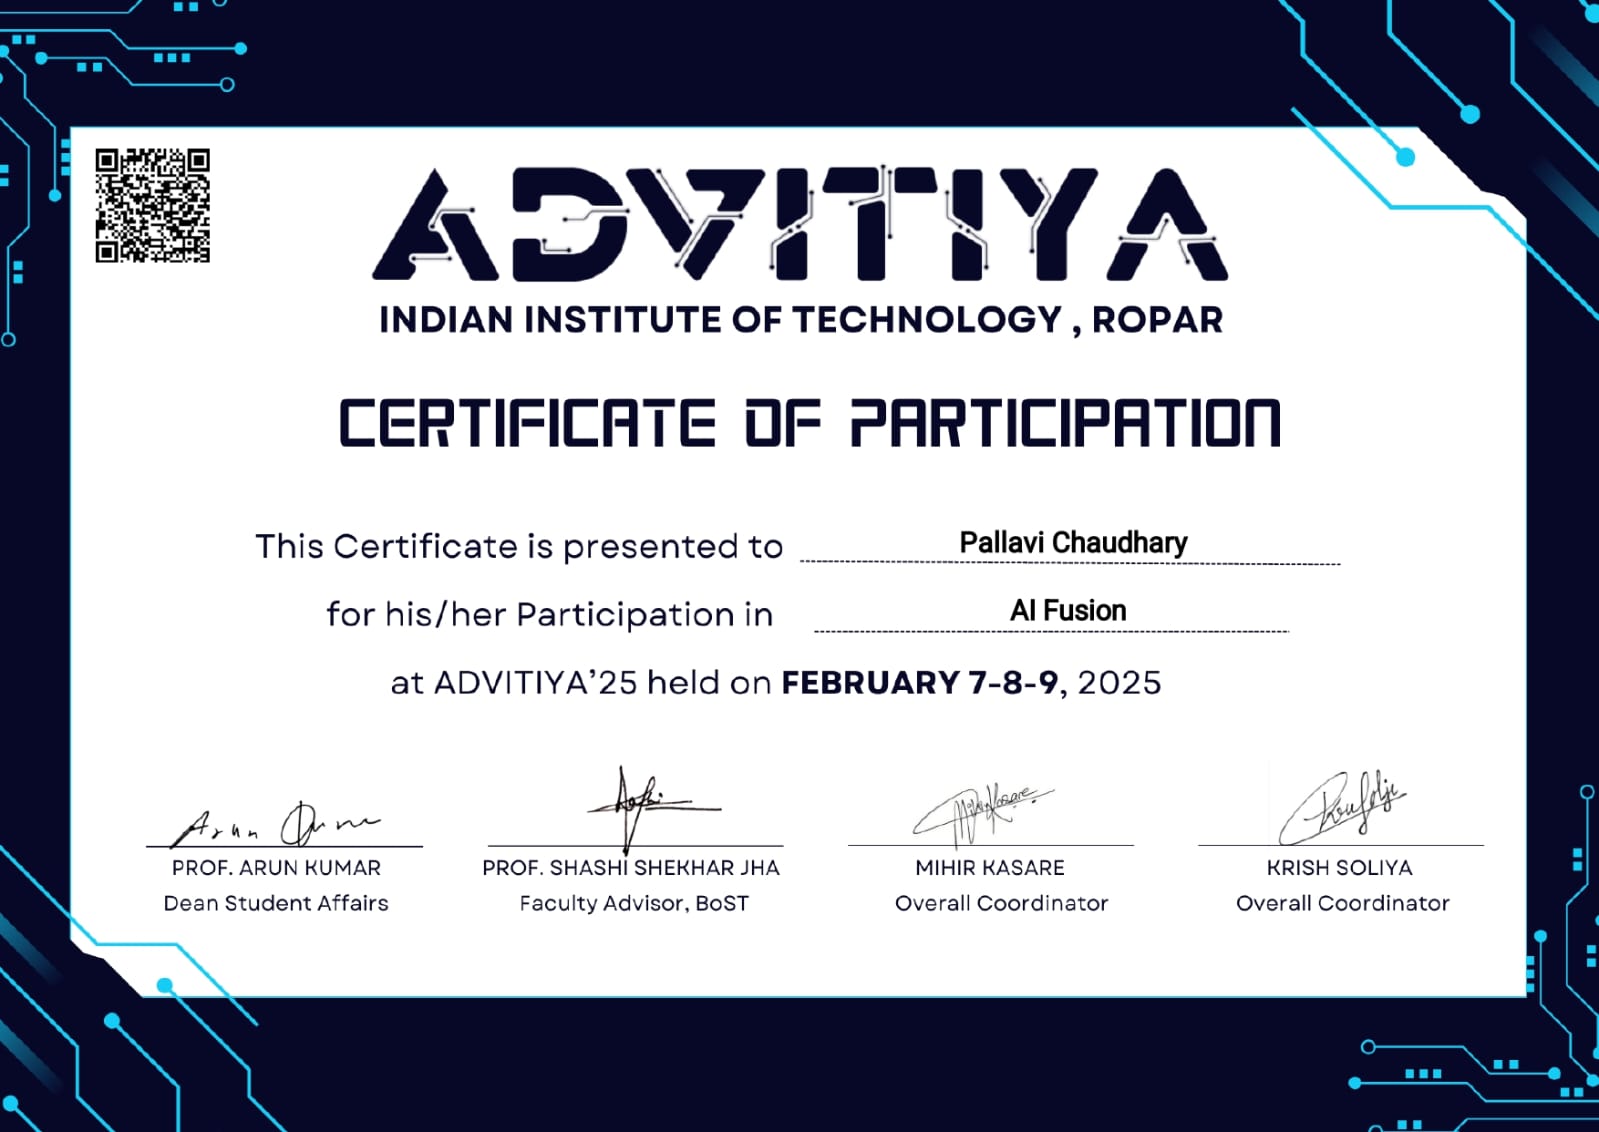 ADVITIYA
INDIAN INSTITUTE OF TECHNOLOGY , ROPAR
CERTIFICATE OF PARTICIPATION
This Certificate is presented to Pallavi Chaudhary
for his/her Participation in AI Fusion
at ADVITIYA’25 held on FEBRUARY 7-8-9, 2025
Arun Kumar
Mihir Kasare
PROF. ARUN KUMAR PROF. SHASHI SHEKHAR JHA MIHIR KASARE KRISH SOLIYA
Dean Student Affairs Faculty Advisor, BoST Overall Coordinator Overall Coordinator